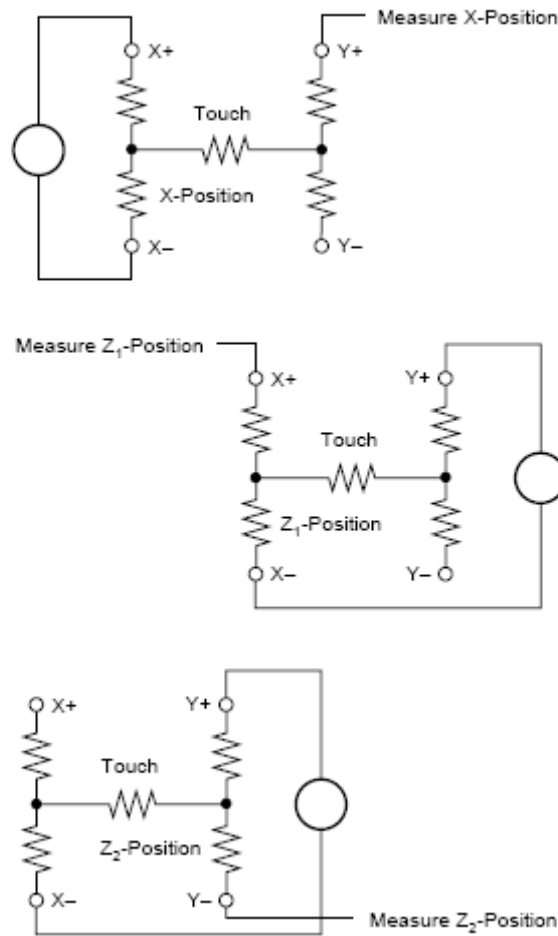 Measure X-Position
X+
Y+
Touch
X-Position
X–
Y–
Measure Z₁-Position
X+
Y+
Touch
Z₁-Position
X–
Y–
X+
Y+
Touch
Z₂-Position
X–
Y–
Measure Z₂-Position